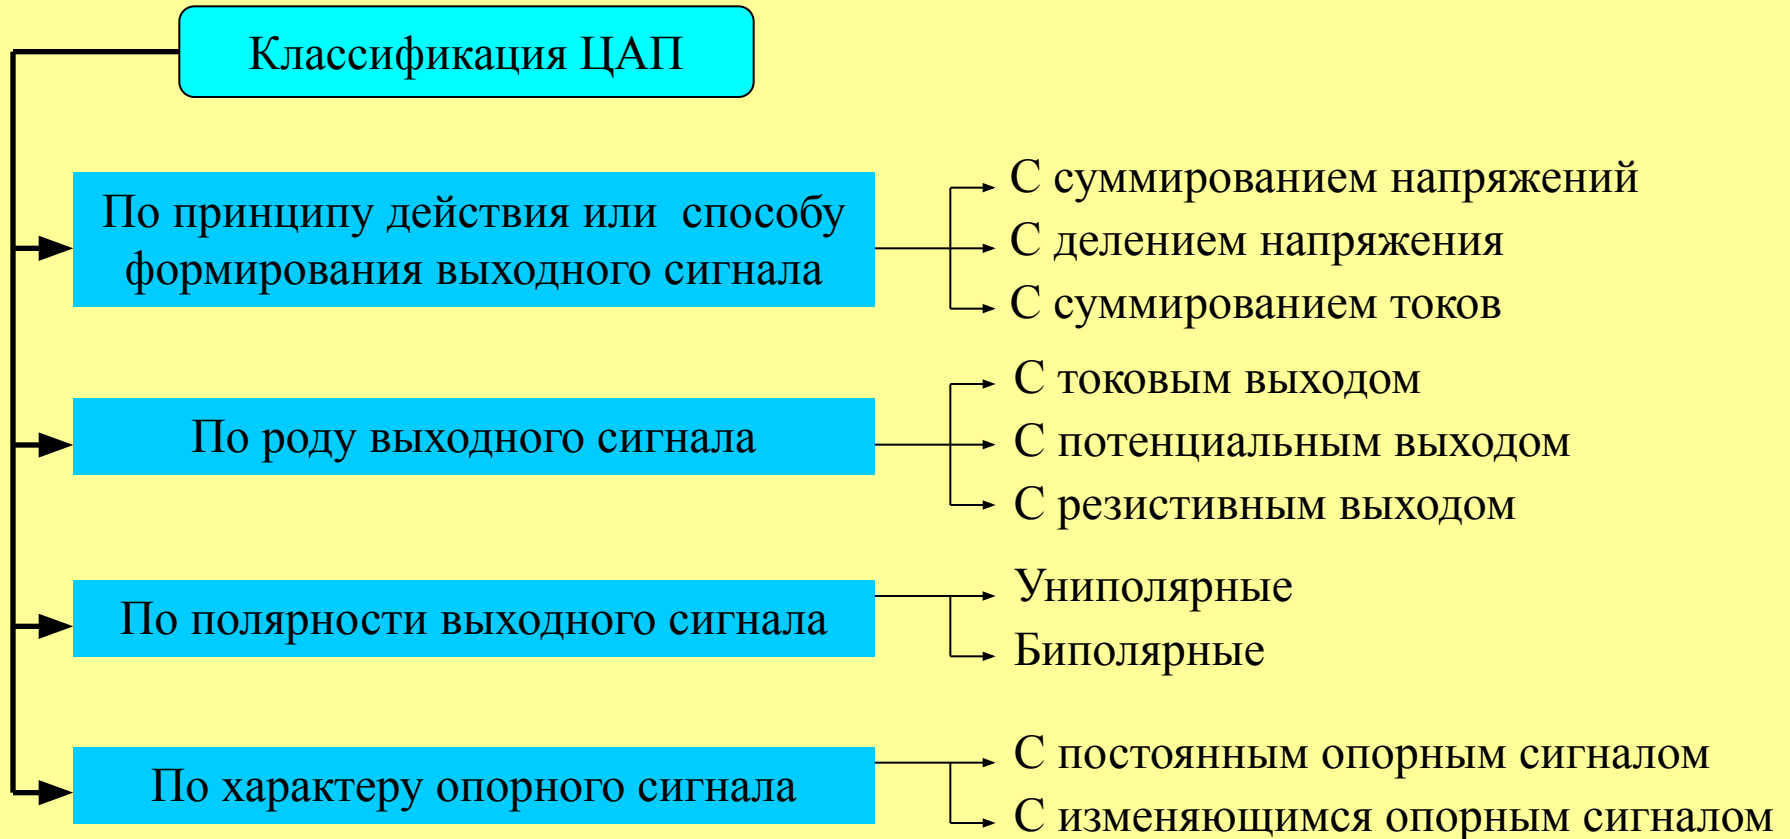 Классификация ЦАП
По принципу действия или способу
формирования выходного сигнала
С суммированием напряжений
С делением напряжения
С суммированием токов
По роду выходного сигнала
С токовым выходом
С потенциальным выходом
С резистивным выходом
По полярности выходного сигнала
Униполярные
Биполярные
По характеру опорного сигнала
С постоянным опорным сигналом
С изменяющимся опорным сигналом